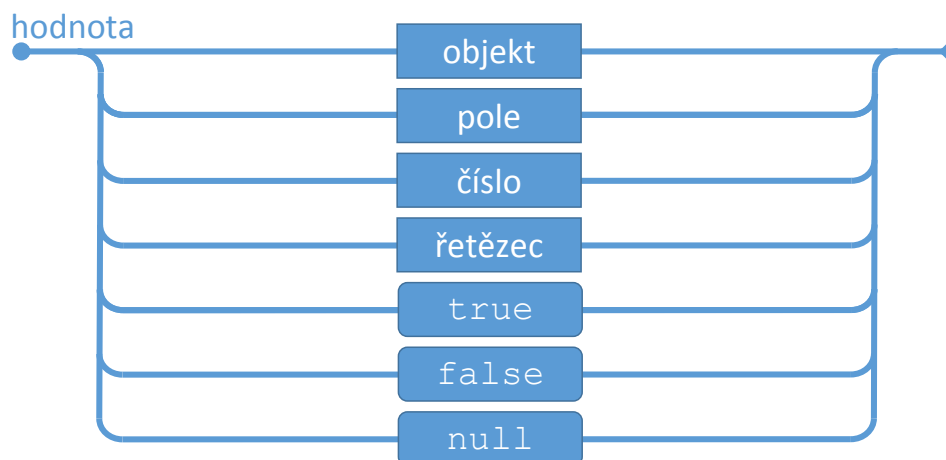 hodnota
objekt
pole
číslo
řetězec
true
false
null